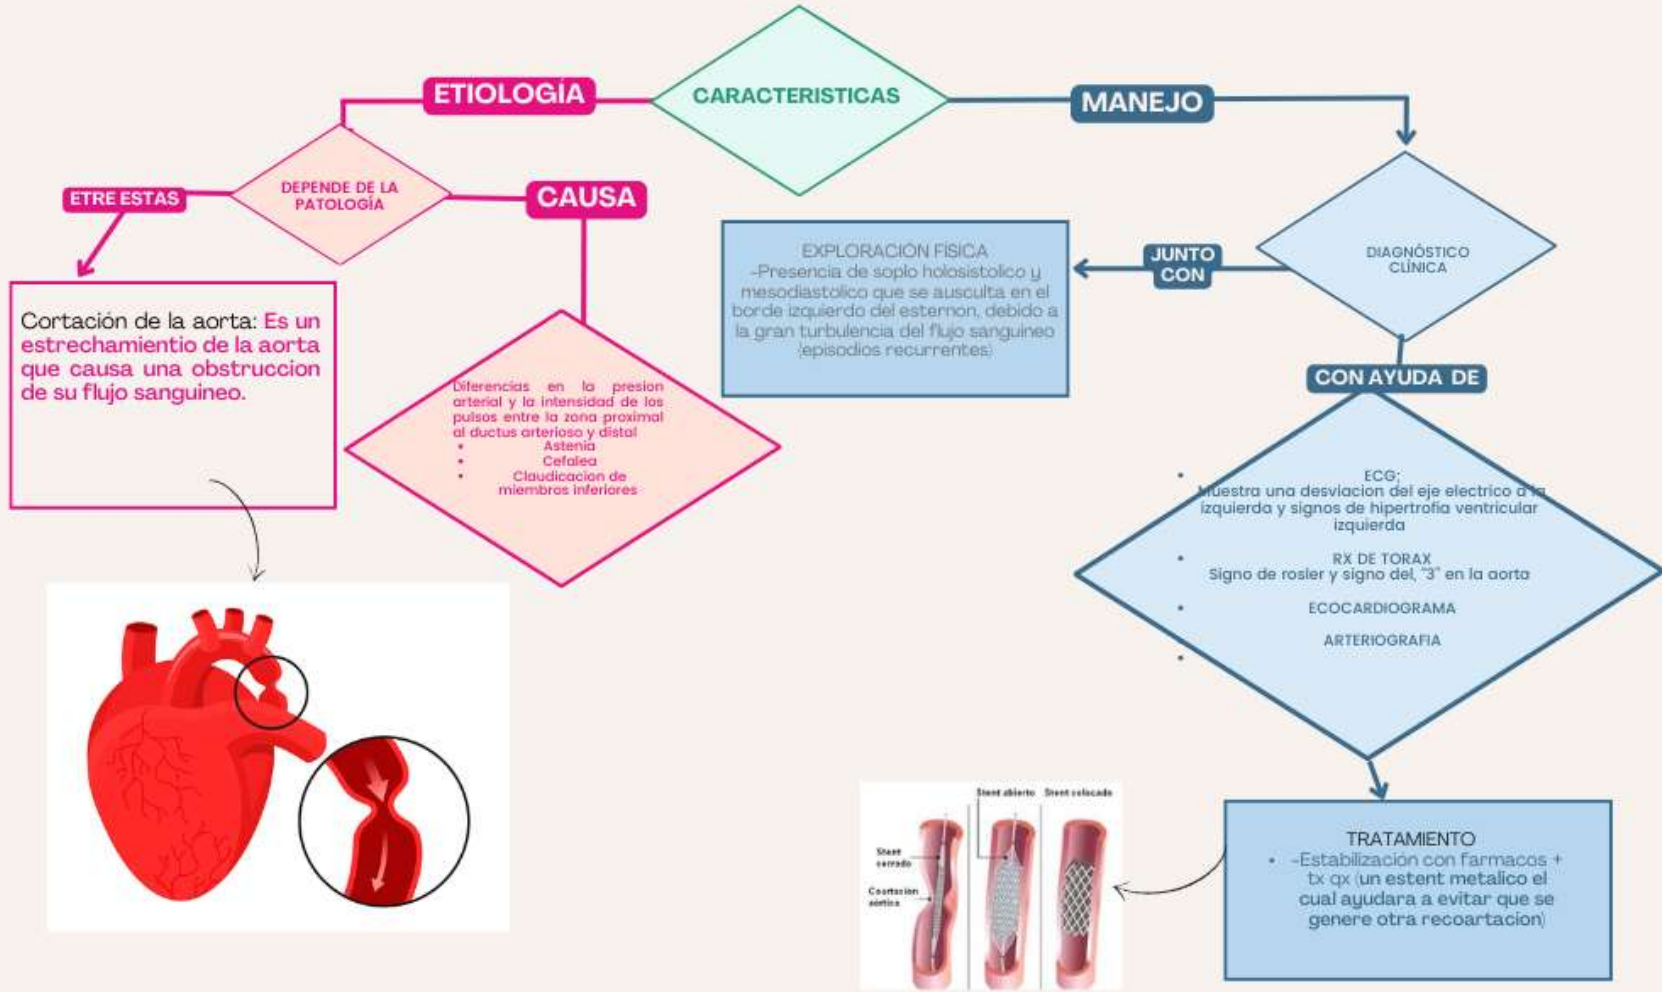 CARACTERISTICAS
ETIOLOGÍA
MANEJO
DEPENDE DE LA
PATOLOGÍA
ETRE ESTAS
CAUSA
Cortación de la aorta: Es un
estrechamientio de la aorta
que causa una obstruccion
de su flujo sanguineo.
Diferencias en la presion
arterial y la intensidad de los
pulsos entre la zona proximal
al ductus arterioso y distal
• Astenia
• Cefalea
• Claudicacion de
miembros inferiores
DIAGNÓSTICO
CLÍNICA
JUNTO
CON
EXPLORACIÓN FÍSICA
-Presencia de soplo holosistolico y
mesodiastolico que se ausculta en el
borde izquierdo del esternon, debido a
la gran turbulencia del flujo sanguineo
(episodios recurrentes)
CON AYUDA DE
• ECG;
Muestra una desviacion del eje electrico a la
izquierda y signos de hipertrofia ventricular
izquierda
• RX DE TORAX
Signo de rosler y signo del, "3" en la aorta
• ECOCARDIOGRAMA
ARTERIOGRAFIA
•
TRATAMIENTO
• -Estabilización con farmacos +
tx qx (un estent metalico el
cual ayudara a evitar que se
genere otra recoartacion)
Stent abierto
Stent colocado
Stent
cerrado
Coartacion
aórtica